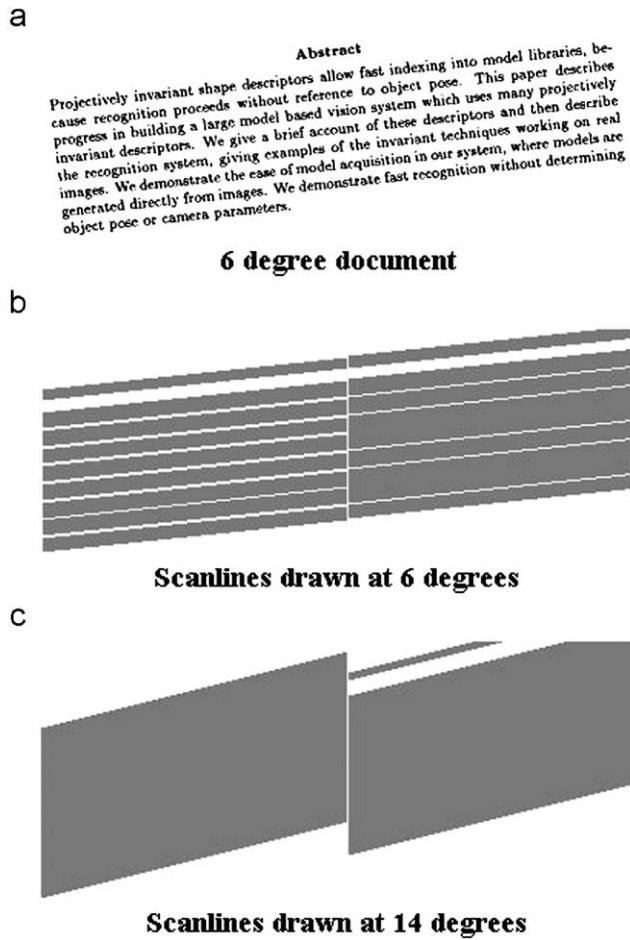 a
Abstract
Projectively invariant shape descriptors allow fast indexing into model libraries, be-
cause recognition proceeds without reference to object pose. This paper describes
progress in building a large model based vision system which uses many projectively
invariant descriptors. We give a brief account of these descriptors and then describe
the recognition system, giving examples of the invariant techniques working on real
images. We demonstrate the ease of model acquisition in our system, where models are
generated directly from images. We demonstrate fast recognition without determining
object pose or camera parameters.
6 degree document
b
Scanlines drawn at 6 degrees
c
Scanlines drawn at 14 degrees